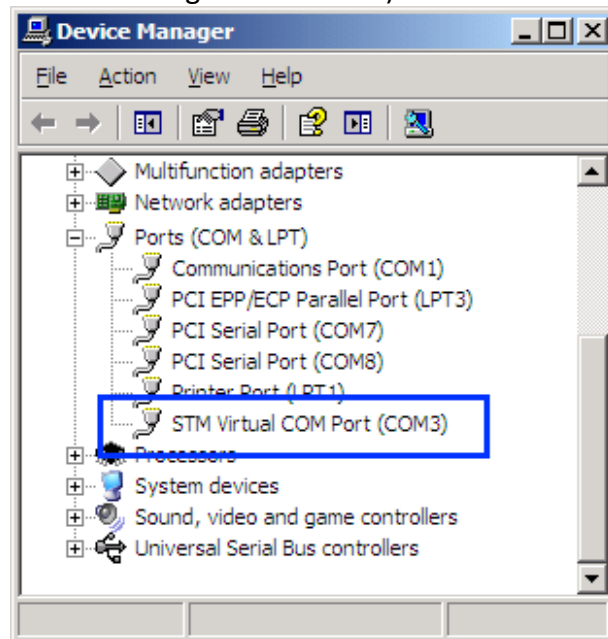 Device Manager
File Action View Help
Multifunction adapters
Network adapters
Ports (COM & LPT)
Communications Port (COM1)
PCI EPP/ECP Parallel Port (LPT3)
PCI Serial Port (COM7)
PCI Serial Port (COM8)
Printer Port (LPT1)
STM Virtual COM Port (COM3)
Processors
System devices
Sound, video and game controllers
Universal Serial Bus controllers